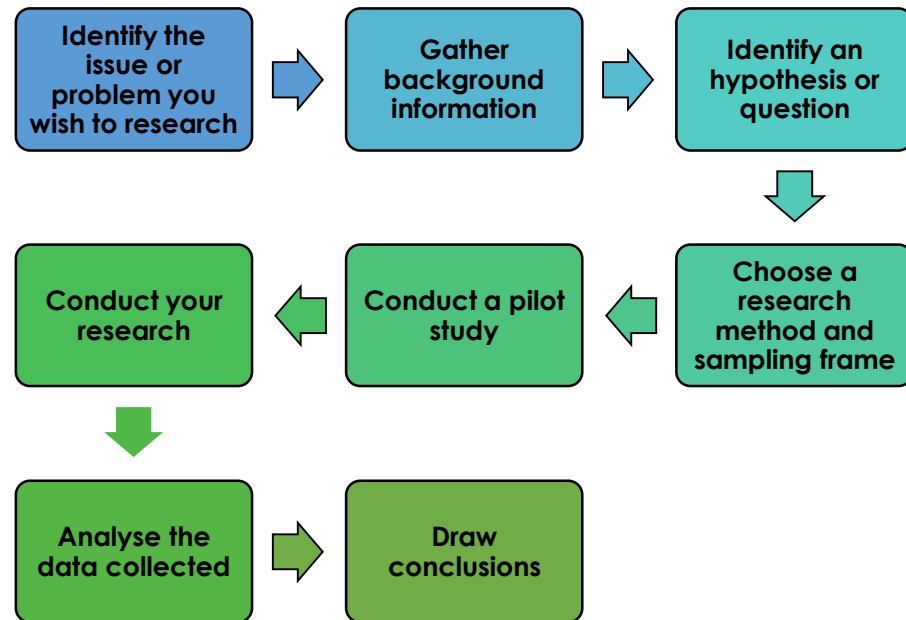 Identify the
issue or
problem you
wish to research
Gather
background
information
Identify an
hypothesis or
question
Choose a
research
method and
sampling frame
Conduct a pilot
study
Conduct your
research
Analyse the
data collected
Draw
conclusions